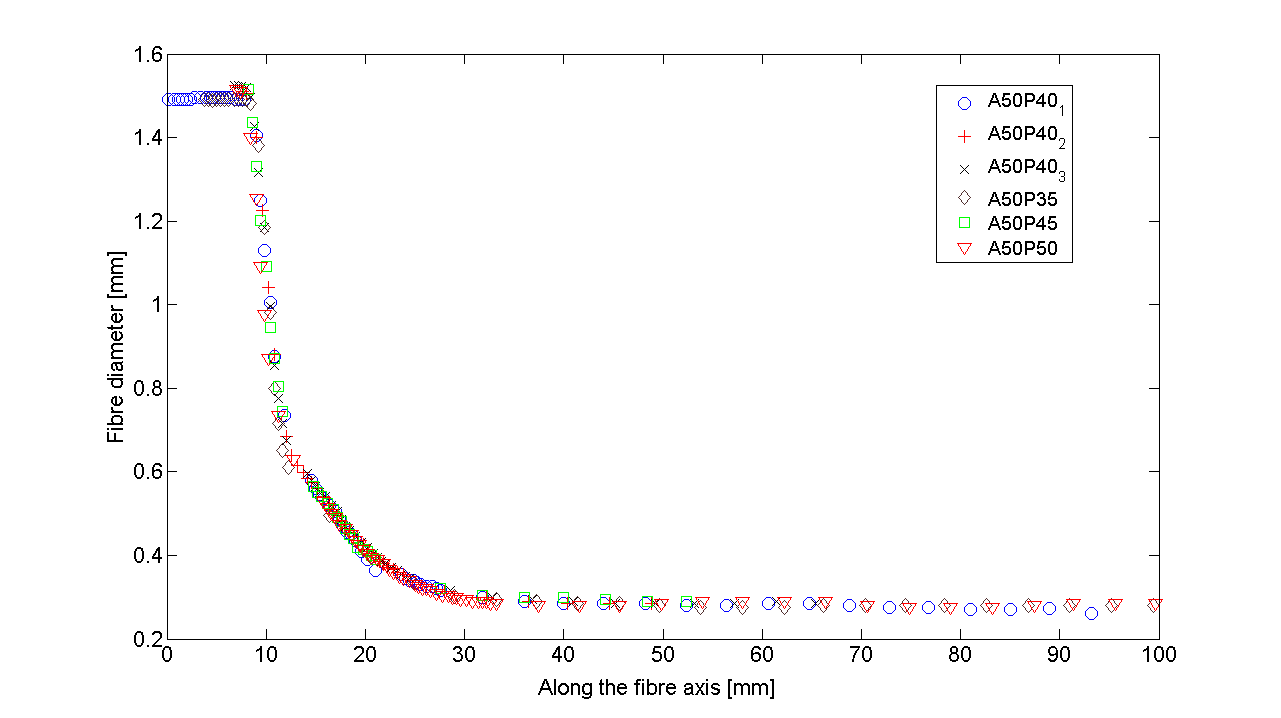 1.6
1.4
1.2
1
0.8
0.6
0.4
0.2
Fibre diameter [mm]
A50P40₁
A50P40₂
A50P40₃
A50P35
A50P45
A50P50
0 10 20 30 40 50 60 70 80 90 100
Along the fibre axis [mm]